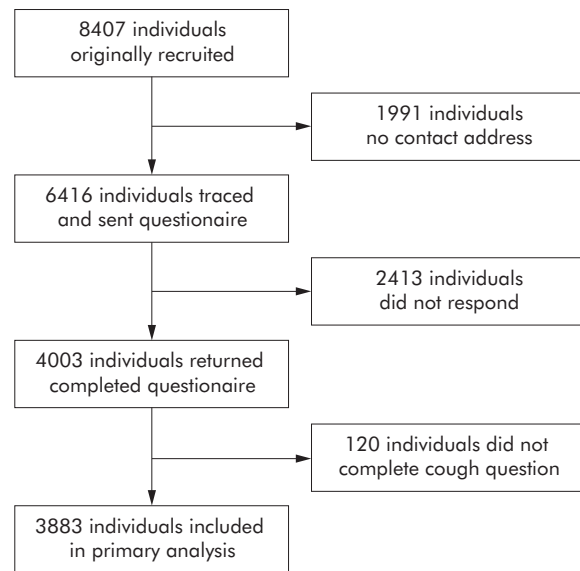 8407 individuals
originally recruited
1991 individuals
no contact address
6416 individuals traced
and sent questionaire
2413 individuals
did not respond
4003 individuals returned
completed questionaire
120 individuals did not
complete cough question
3883 individuals included
in primary analysis